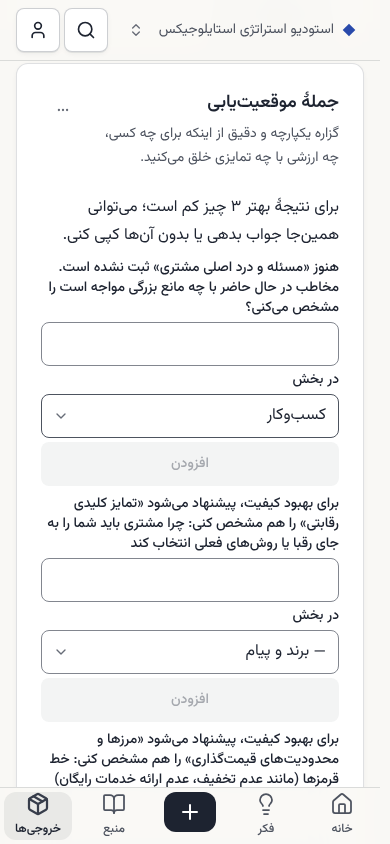 استودیو استراتژی استایلوجیکس
جملهٔ موقعیت‌یابی
...
گزاره یکپارچه و دقیق از اینکه برای چه کسی،
چه ارزشی با چه تمایزی خلق می‌کنید.
برای نتیجهٔ بهتر ۳ چیز کم است؛ می‌توانی
همین‌جا جواب بدهی یا بدون آن‌ها کپی کنی.
هنوز «مسئله و درد اصلی مشتری» ثبت نشده است.
مخاطب در حال حاضر با چه مانع بزرگی مواجه است را
مشخص می‌کنی؟
در بخش
کسب‌وکار
افزودن
برای بهبود کیفیت، پیشنهاد می‌شود «تمایز کلیدی
رقابتی» را هم مشخص کنی: چرا مشتری باید شما را به
جای رقبا یا روش‌های فعلی انتخاب کند
در بخش
— برند و پیام
افزودن
برای بهبود کیفیت، پیشنهاد می‌شود «مرزها و
محدودیت‌های قیمت‌گذاری» را هم مشخص کنی: خط
قرمزها (مانند عدم تخفیف، عدم ارائه خدمات رایگان)
خانه
فکر
منبع
خروجی‌ها